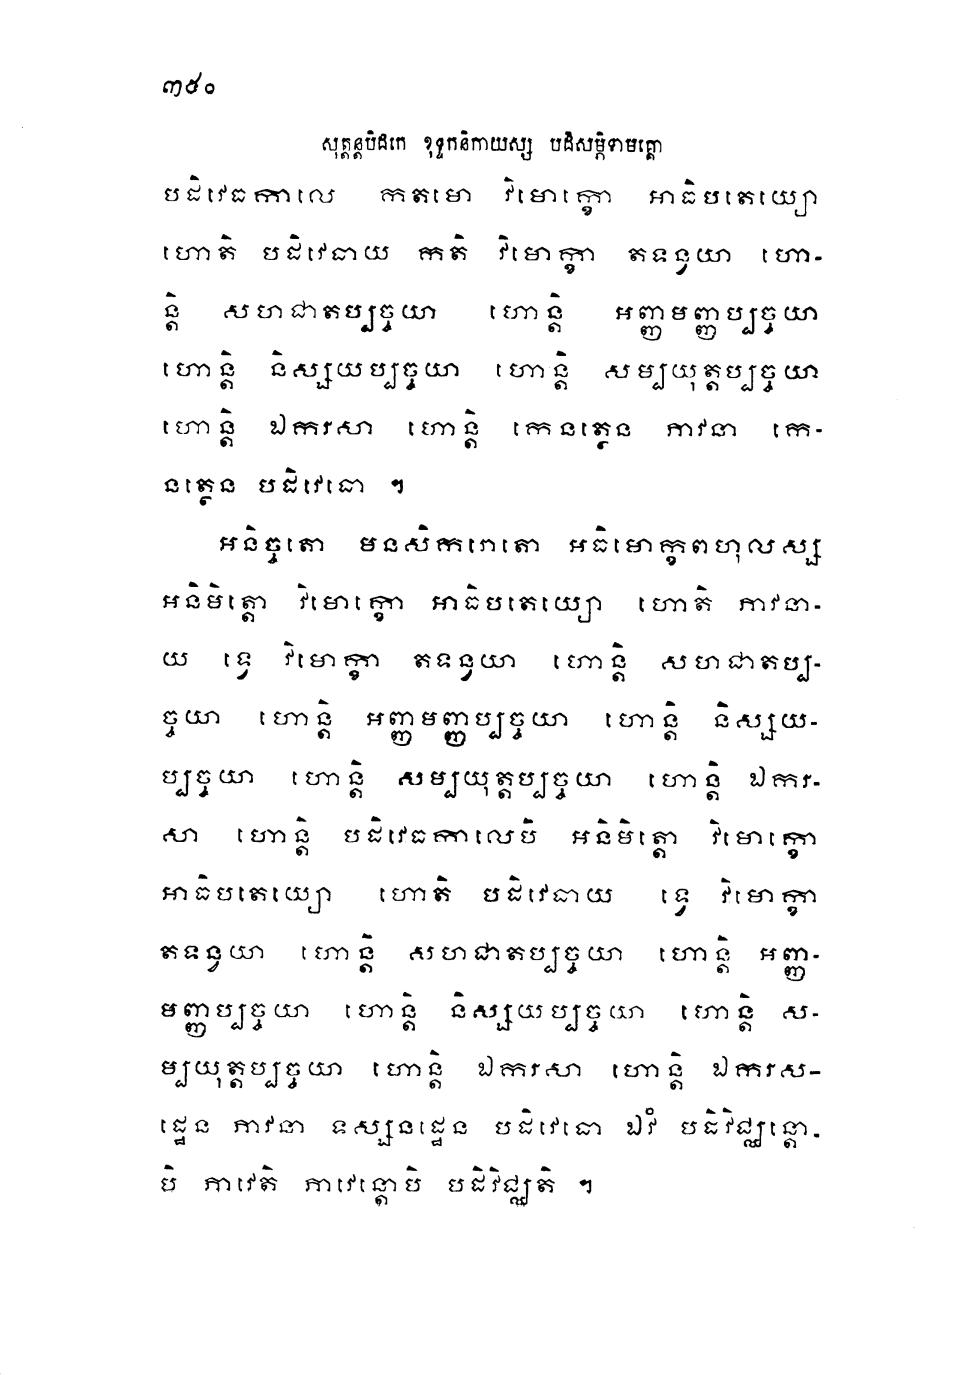 ៣៥០
សុត្តន្តបិដកេ ខុទ្ទកនិកាយស្ស បដិសម្ភិទាមគ្គោ
បដិវេធកាលេ កតមោ វិមោក្ខោ អាធិបតេយ្យោ
ហោតិ បដិវេធាយ កតិ វិមោក្ខា តទន្វយា ហោ-
ន្តិ សហជាតប្បច្ចយា ហោន្តិ អញ្ញមញ្ញប្បច្ចយា
ហោន្តិ និស្សយប្បច្ចយា ហោន្តិ សម្បយុត្តប្បច្ចយា
ហោន្តិ ឯករសា ហោន្តិ កេនត្ថេន ភាវនា កេ-
នត្ថេន បដិវេធោ ។
អនិច្ចតោ មនសិករោតោ អធិមោក្ខពហុលស្ស
អនិមិត្តោ វិមោក្ខោ អាធិបតេយ្យោ ហោតិ ភាវនា-
យ ទ្វេ វិមោក្ខា តទន្វយា ហោន្តិ សហជាតប្ប-
ច្ចយា ហោន្តិ អញ្ញមញ្ញប្បច្ចយា ហោន្តិ និស្សយ-
ប្បច្ចយា ហោន្តិ សម្បយុត្តប្បច្ចយា ហោន្តិ ឯករ-
សា ហោន្តិ បដិវេធកាលេបិ អនិមិត្តោ វិមោក្ខោ
អាធិបតេយ្យោ ហោតិ បដិវេធាយ ទ្វេ វិមោក្ខា
តទន្វយា ហោន្តិ សហជាតប្បច្ចយា ហោន្តិ អញ្ញ-
មញ្ញប្បច្ចយា ហោន្តិ និស្សយប្បច្ចយា ហោន្តិ ស-
ម្បយុត្តប្បច្ចយា ហោន្តិ ឯករសា ហោន្តិ ឯករស-
ដ្ឋេន ភាវនា ទស្សនដ្ឋេន បដិវេធោ ឯវំ បដិវិជ្ឈន្តោ-
បិ ភាវេតិ ភាវេន្តោបិ បដិវិជ្ឈតិ ។